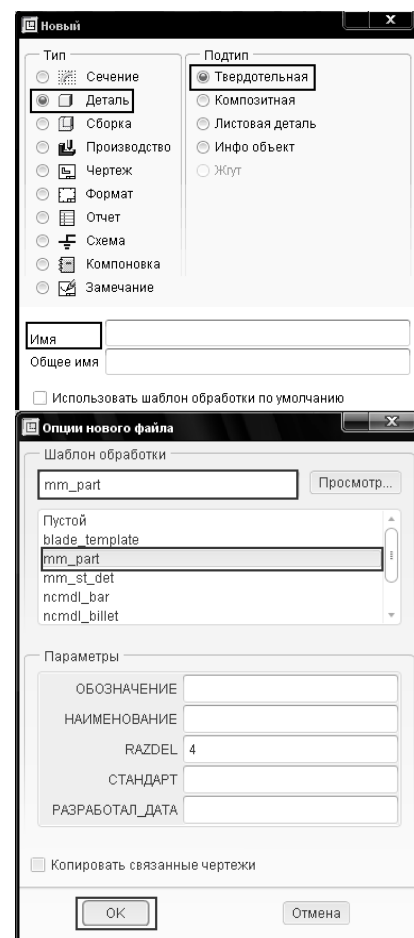 Новый
x
Тип
Подтип
Сечение
Твердотельная
Деталь
Композитная
Сборка
Листовая деталь
Производство
Инфо объект
Чертеж
Жгут
Формат
Отчет
Схема
Компоновка
Замечание
Имя
Общее имя
Использовать шаблон обработки по умолчанию
Опции нового файла
x
Шаблон обработки
mm_part
Просмотр...
Пустой
blade_template
mm_part
mm_st_det
ncmdl_bar
ncmdl_billet
Параметры
ОБОЗНАЧЕНИЕ
НАИМЕНОВАНИЕ
RAZDEL 4
СТАНДАРТ
РАЗРАБОТАЛ_ДАТА
Копировать связанные чертежи
OK
Отмена